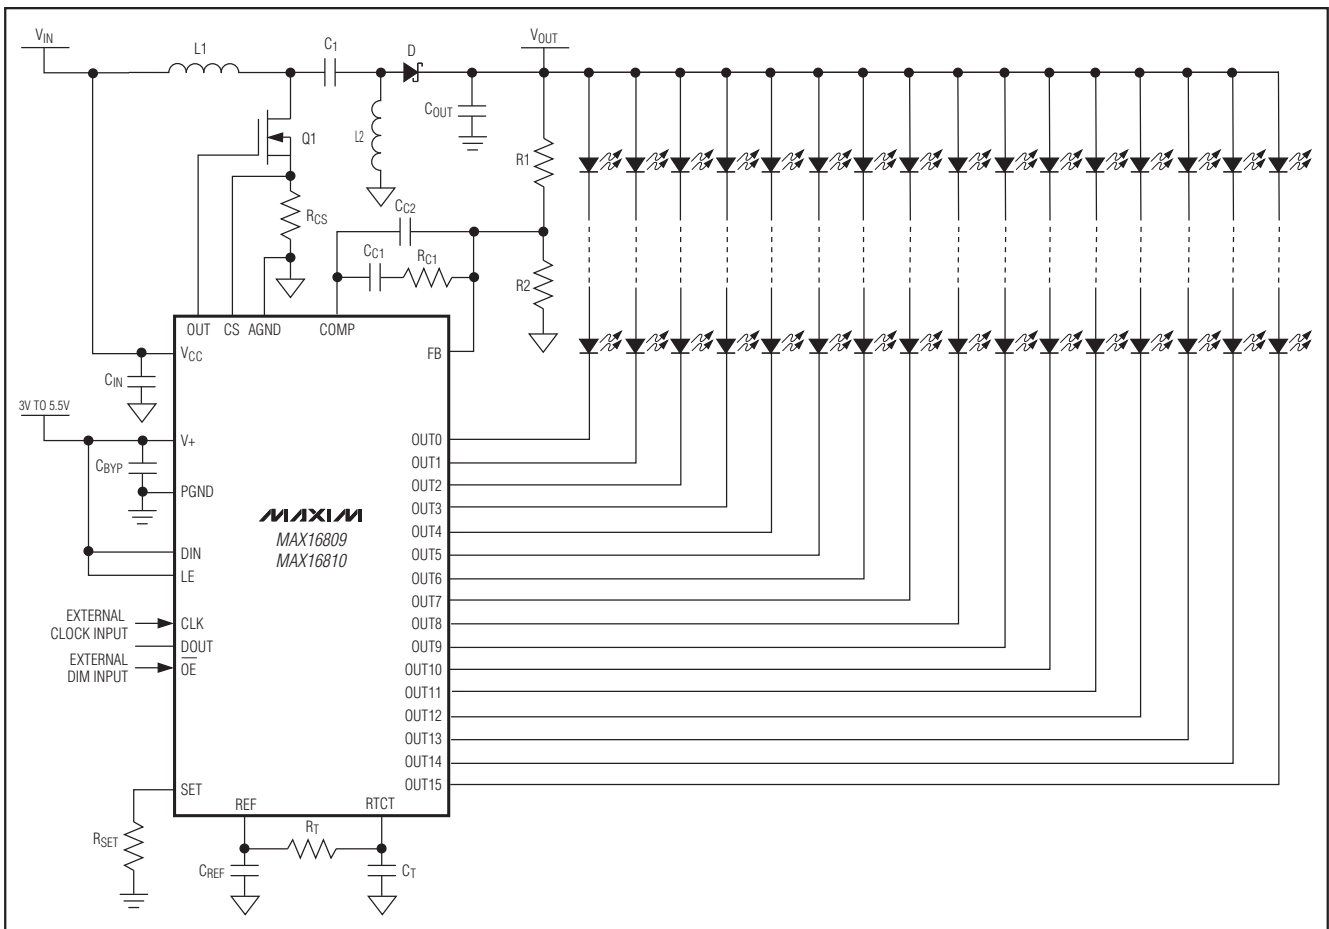 VIN
L1
C1
D
VOUT
COUT
Q1
L2
R1
RCS
CC2
CC1
RC1
R2
OUT
CS
AGND
COMP
VCC
FB
CIN
3V TO 5.5V
V+
CBYP
PGND
MAXIM
MAX16809
MAX16810
DIN
LE
EXTERNAL
CLOCK INPUT
CLK
DOUT
EXTERNAL
DIM INPUT
OE
OUT0
OUT1
OUT2
OUT3
OUT4
OUT5
OUT6
OUT7
OUT8
OUT9
OUT10
OUT11
OUT12
OUT13
OUT14
OUT15
SET
REF
RTCT
RSET
RT
CREF
CT